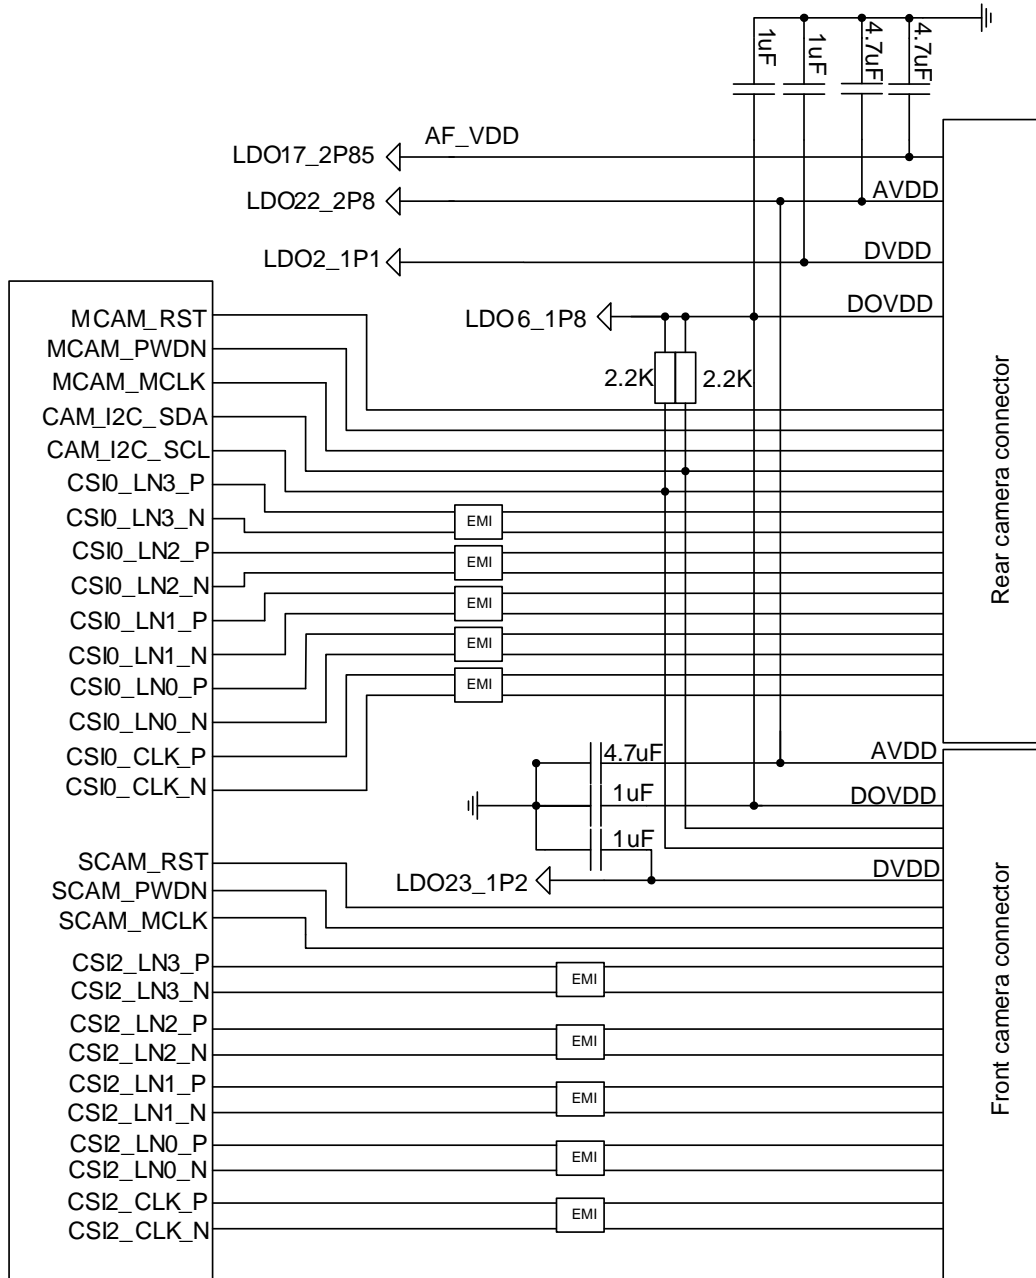 1uF
1uF
4.7uF
4.7uF
AF_VDD
LDO17_2P85
LDO22_2P8
AVDD
LDO2_1P1
DVDD
LDO6_1P8
DOVDD
2.2K
2.2K
MCAM_RST
MCAM_PWDN
MCAM_MCLK
CAM_I2C_SDA
CAM_I2C_SCL
CSI0_LN3_P
CSI0_LN3_N
CSI0_LN2_P
CSI0_LN2_N
CSI0_LN1_P
CSI0_LN1_N
CSI0_LN0_P
CSI0_LN0_N
CSI0_CLK_P
CSI0_CLK_N
EMI
EMI
EMI
EMI
EMI
Rear camera connector
4.7uF
AVDD
1uF
DOVDD
1uF
LDO23_1P2
DVDD
SCAM_RST
SCAM_PWDN
SCAM_MCLK
CSI2_LN3_P
CSI2_LN3_N
CSI2_LN2_P
CSI2_LN2_N
CSI2_LN1_P
CSI2_LN1_N
CSI2_LN0_P
CSI2_LN0_N
CSI2_CLK_P
CSI2_CLK_N
EMI
EMI
EMI
EMI
EMI
Front camera connector